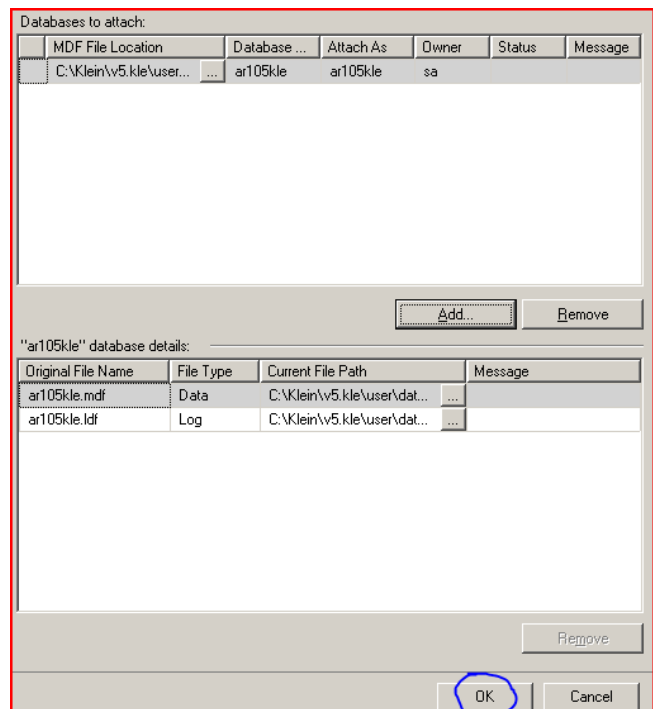 Databases to attach:
MDF File Location Database ... Attach As Owner Status Message
C:\Klein\v5.kle\user... ... ar105kle ar105kle sa
Add... Remove
"ar105kle" database details:
Original File Name File Type Current File Path Message
ar105kle.mdf Data C:\Klein\v5.kle\user\dat... ...
ar105kle.ldf Log C:\Klein\v5.kle\user\dat... ...
Remove
OK Cancel